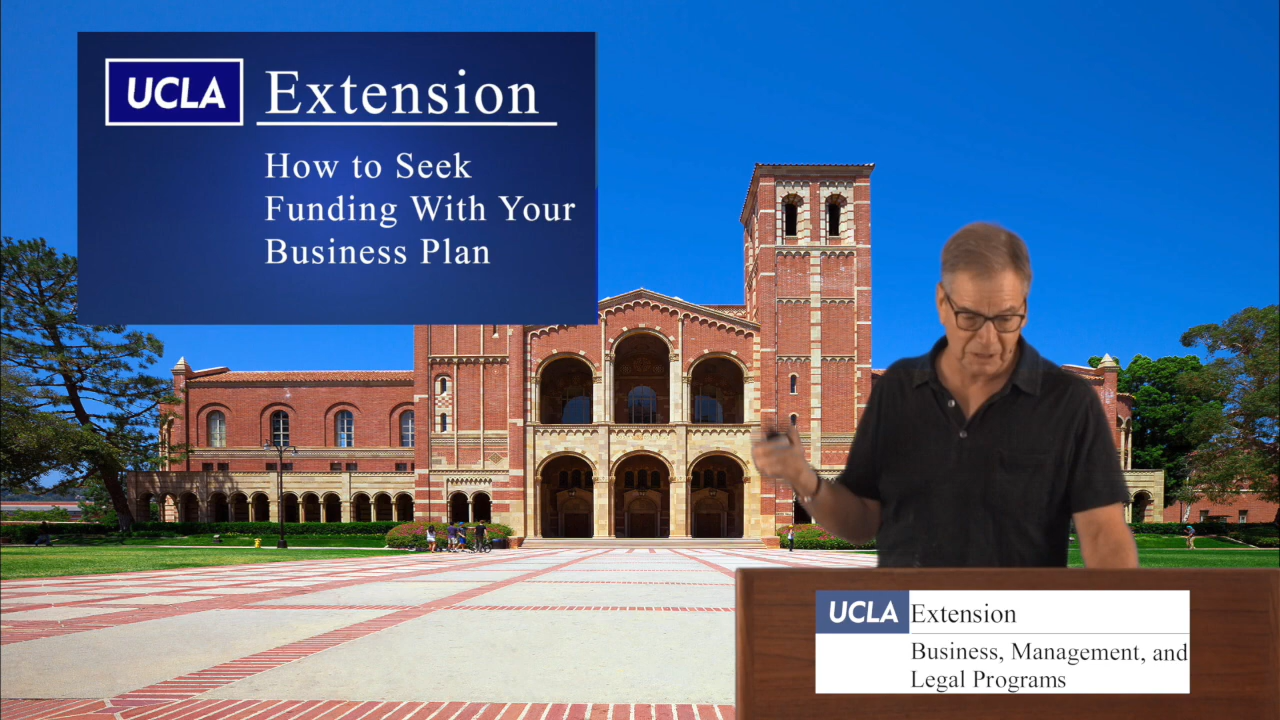 UCLA Extension
How to Seek
Funding With Your
Business Plan
UCLA Extension
Business, Management, and
Legal Programs